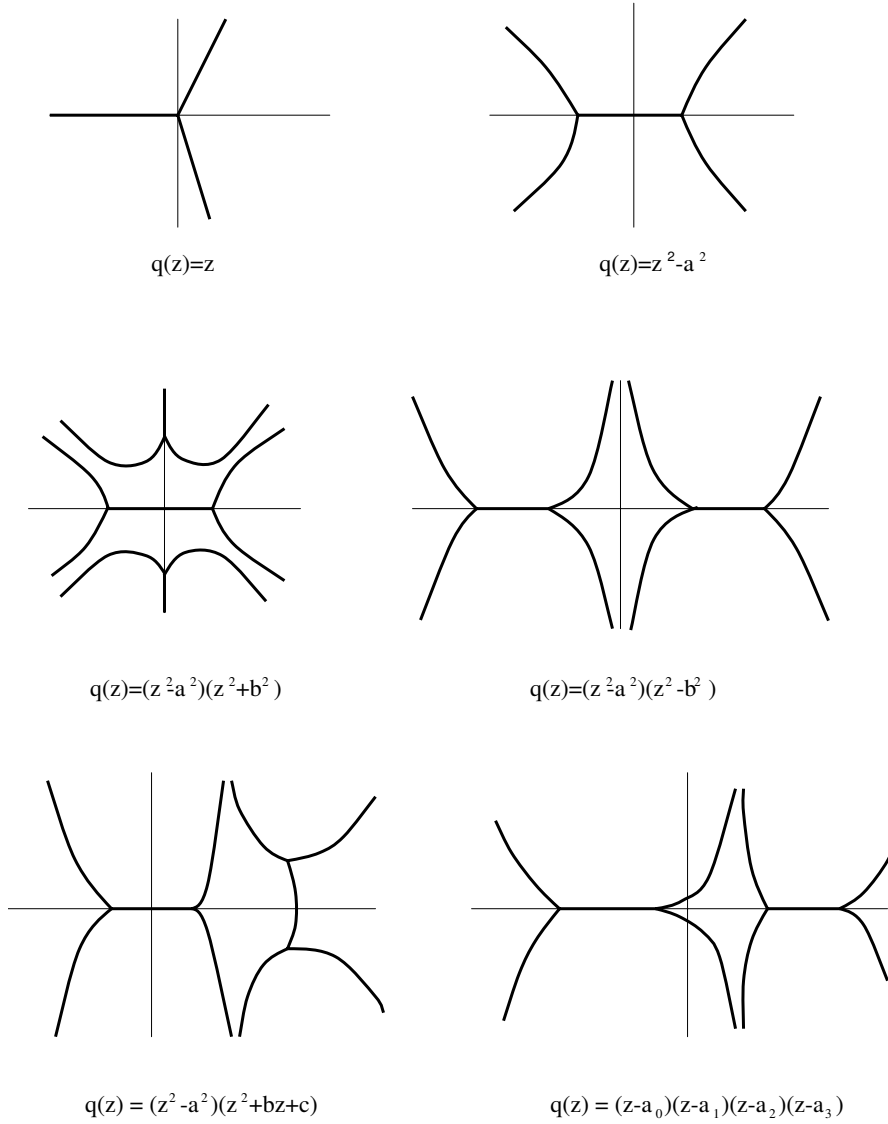 q(z)=z
q(z)=z²-a²
q(z)=(z²-a²)(z²+b²)
q(z)=(z²-a²)(z²-b²)
q(z) = (z²-a²)(z²+bz+c)
q(z) = (z-a₀)(z-a₁)(z-a₂)(z-a₃)